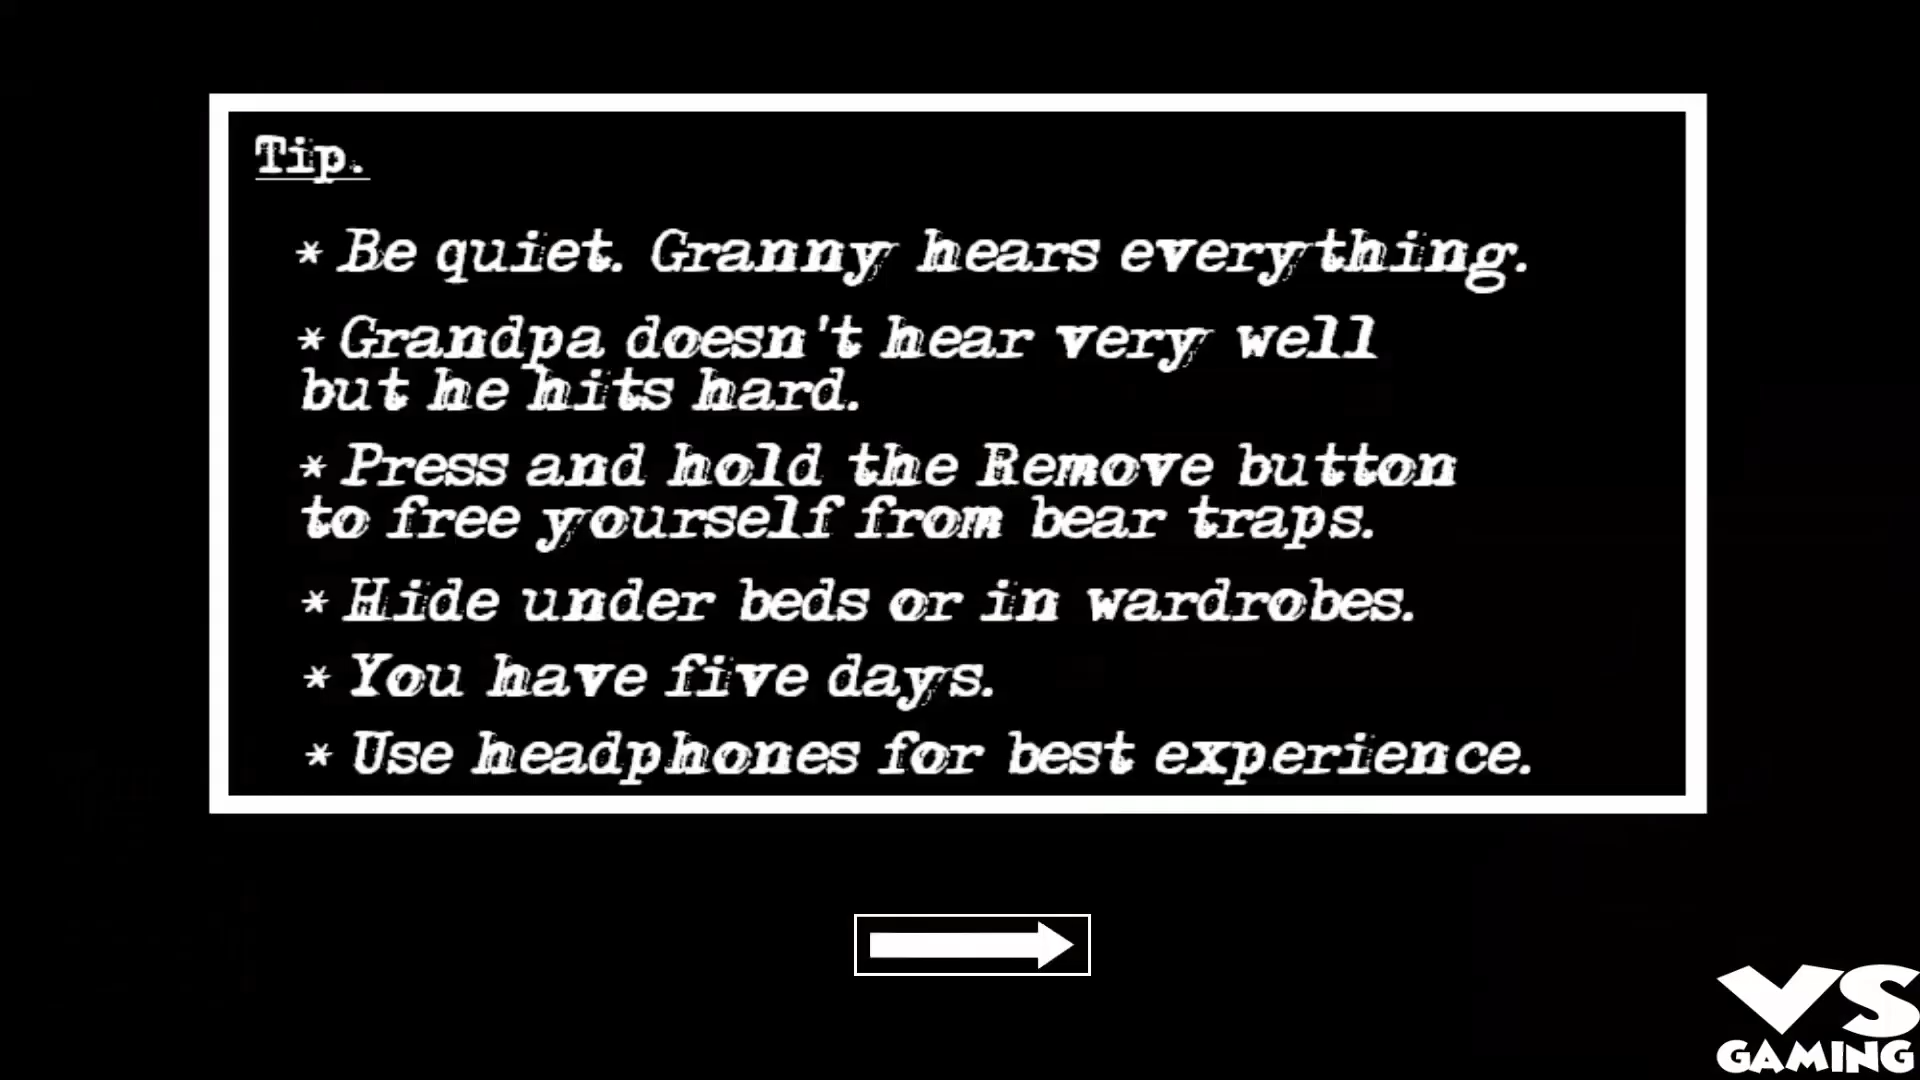 Tip.
* Be quiet. Granny hears everything.
* Grandpa doesn't hear very well
but he hits hard.
* Press and hold the Remove button
to free yourself from bear traps.
* Hide under beds or in wardrobes.
* You have five days.
* Use headphones for best experience.
VS
GAMING